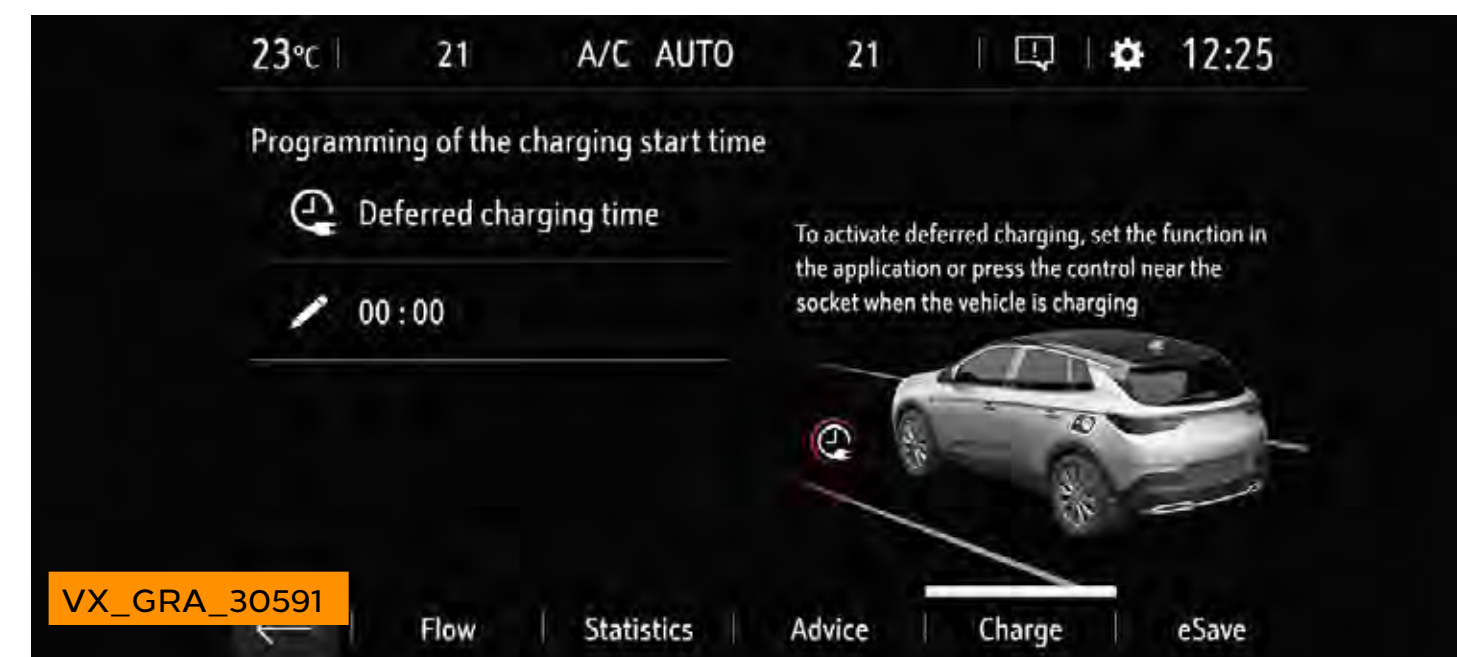 23°C 21 A/C AUTO 21 12:25
Programming of the charging start time
Deferred charging time
00 : 00
To activate deferred charging, set the function in
the application or press the control near the
socket when the vehicle is charging
VX_GRA_30591
Flow Statistics Advice Charge eSave